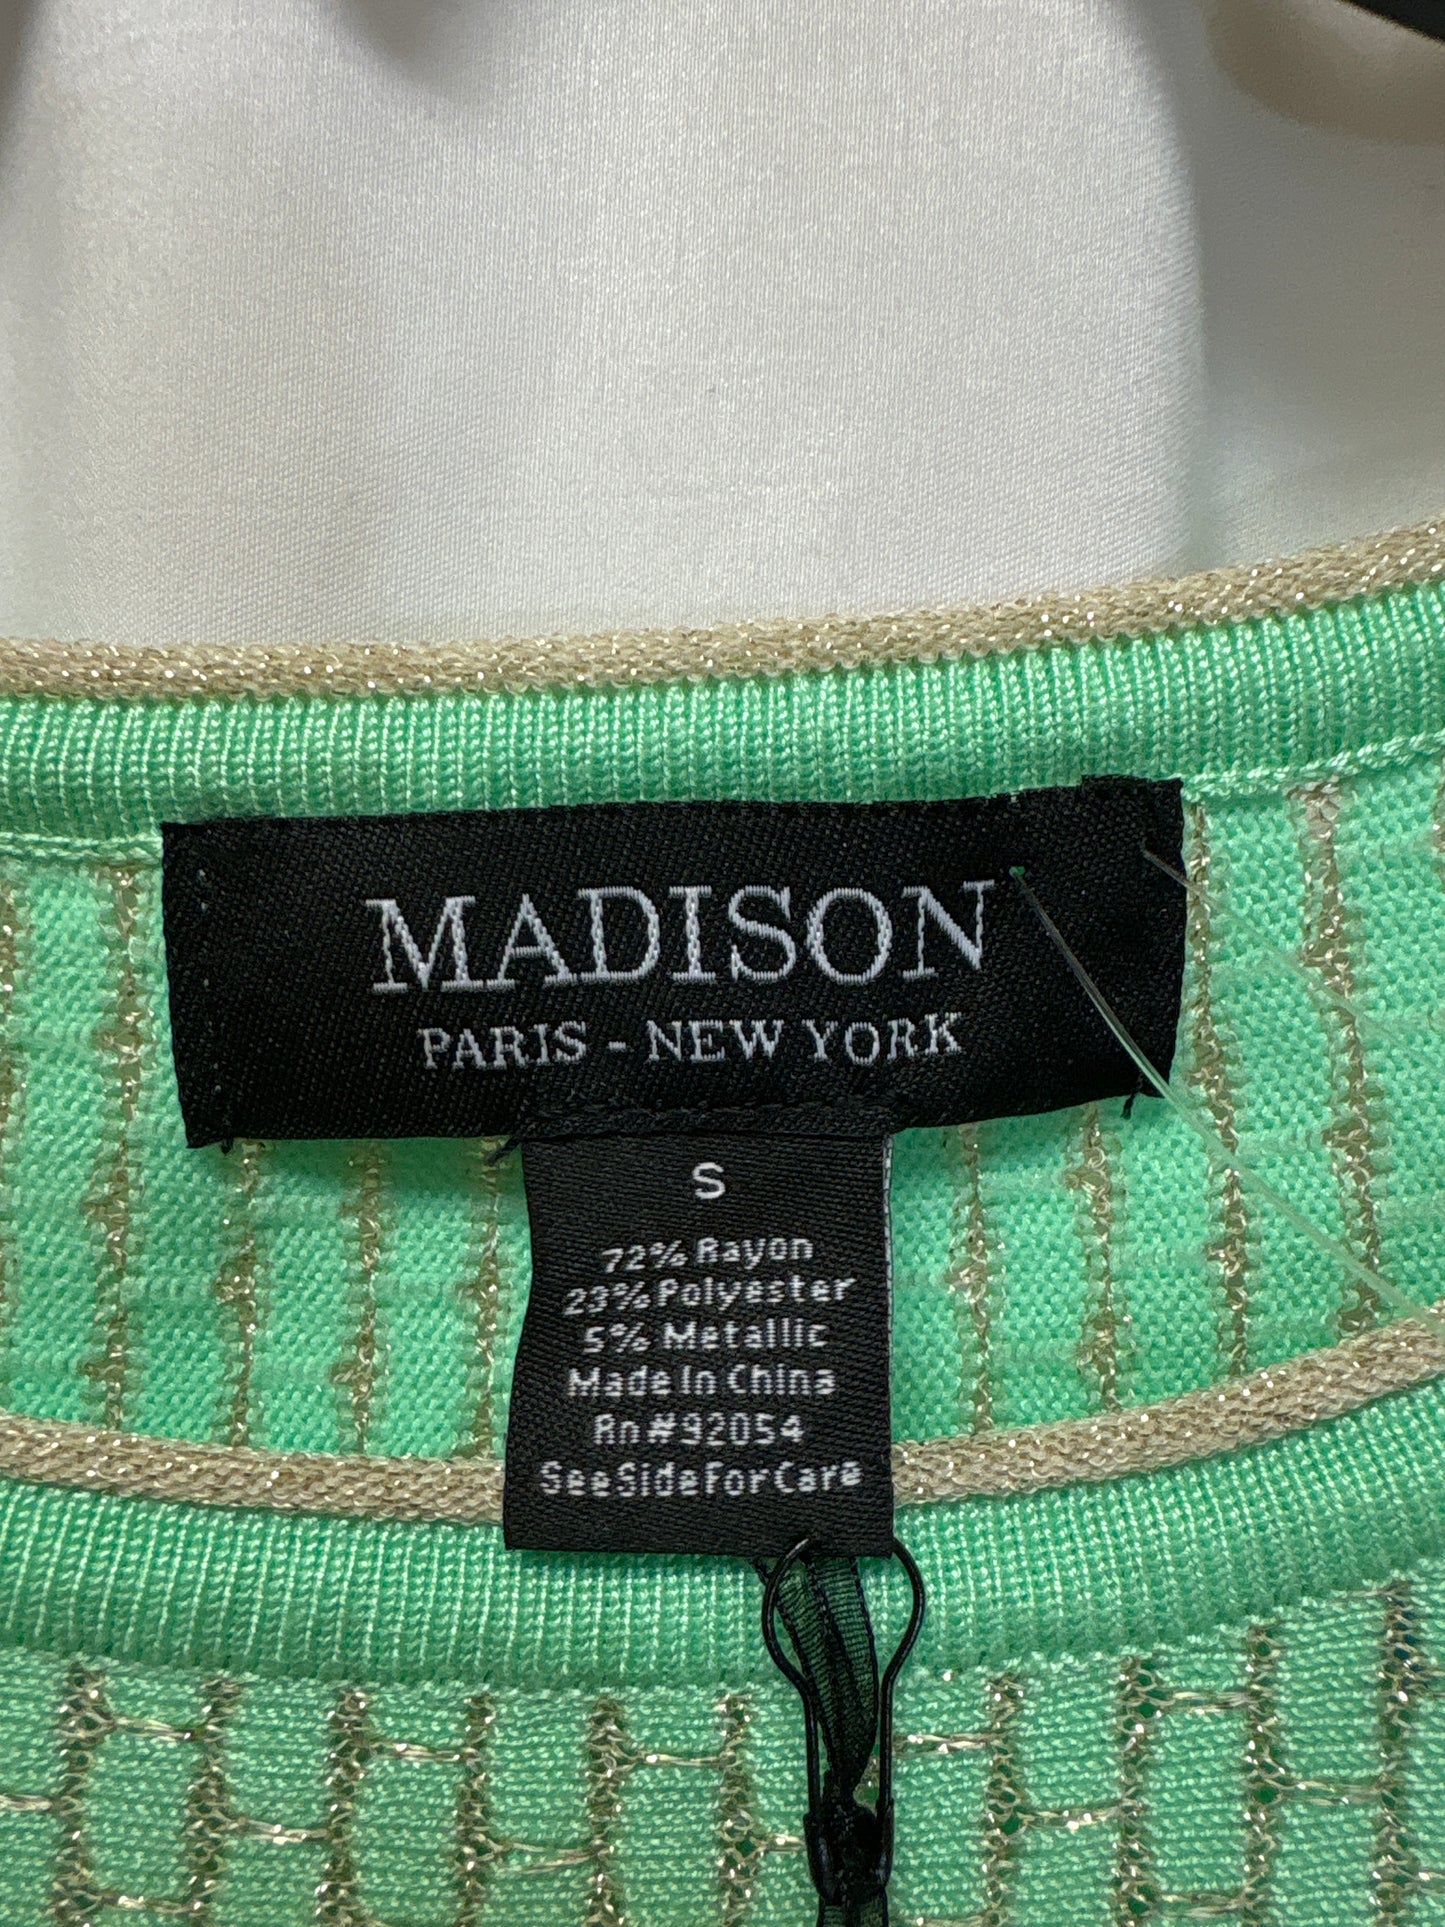 MADISON
PARIS - NEW YORK
S
72% Rayon
23% Polyester
5% Metallic
Made In China
Rn#92054
See Side For Care